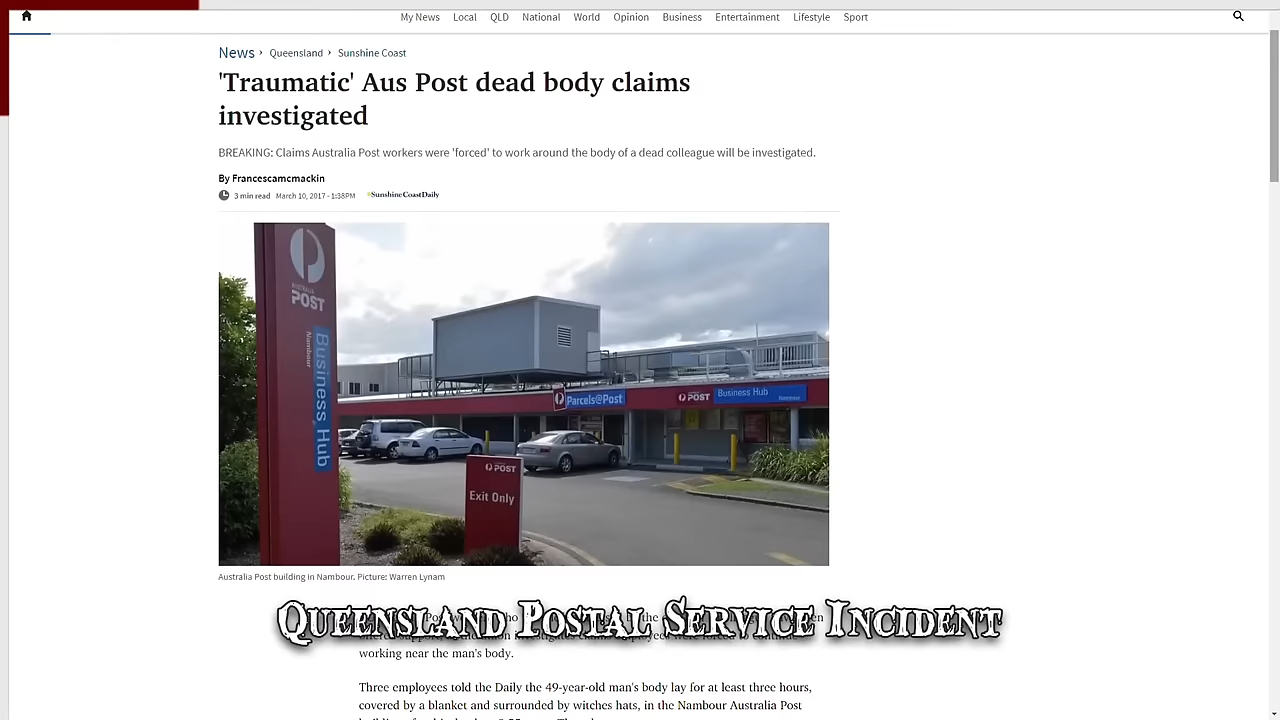 My News Local QLD National World Opinion Business Entertainment Lifestyle Sport
News › Queensland › Sunshine Coast
'Traumatic' Aus Post dead body claims
investigated
BREAKING: Claims Australia Post workers were 'forced' to work around the body of a dead colleague will be investigated.
By Francescamcmackin
3 min read March 10, 2017 - 1:38PM SunshineCoastDaily
AUSTRALIA
POST
Business Hub
Nambour
Parcels@Post
POST Business Hub
Nambour
POST
Exit Only
Australia Post building in Nambour. Picture: Warren Lynam
Queensland Postal Service Incident
working near the man's body.
Three employees told the Daily the 49-year-old man's body lay for at least three hours,
covered by a blanket and surrounded by witches hats, in the Nambour Australia Post